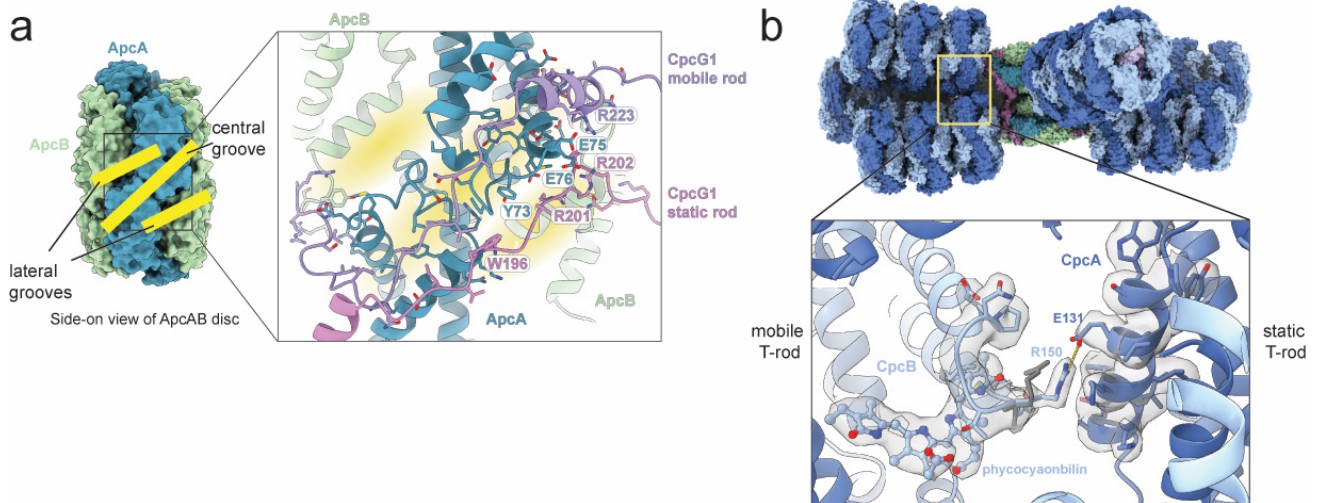 a
ApcA
ApcB
central
groove
lateral
grooves
Side-on view of ApcAB disc
ApcB
CpcG1
mobile rod
R223
E75
R202
E76
CpcG1
static rod
Y73
R201
W196
ApcB
ApcA
b
CpcA
mobile
T-rod
E131
static
T-rod
R150
CpcB
phycocyaonbilin